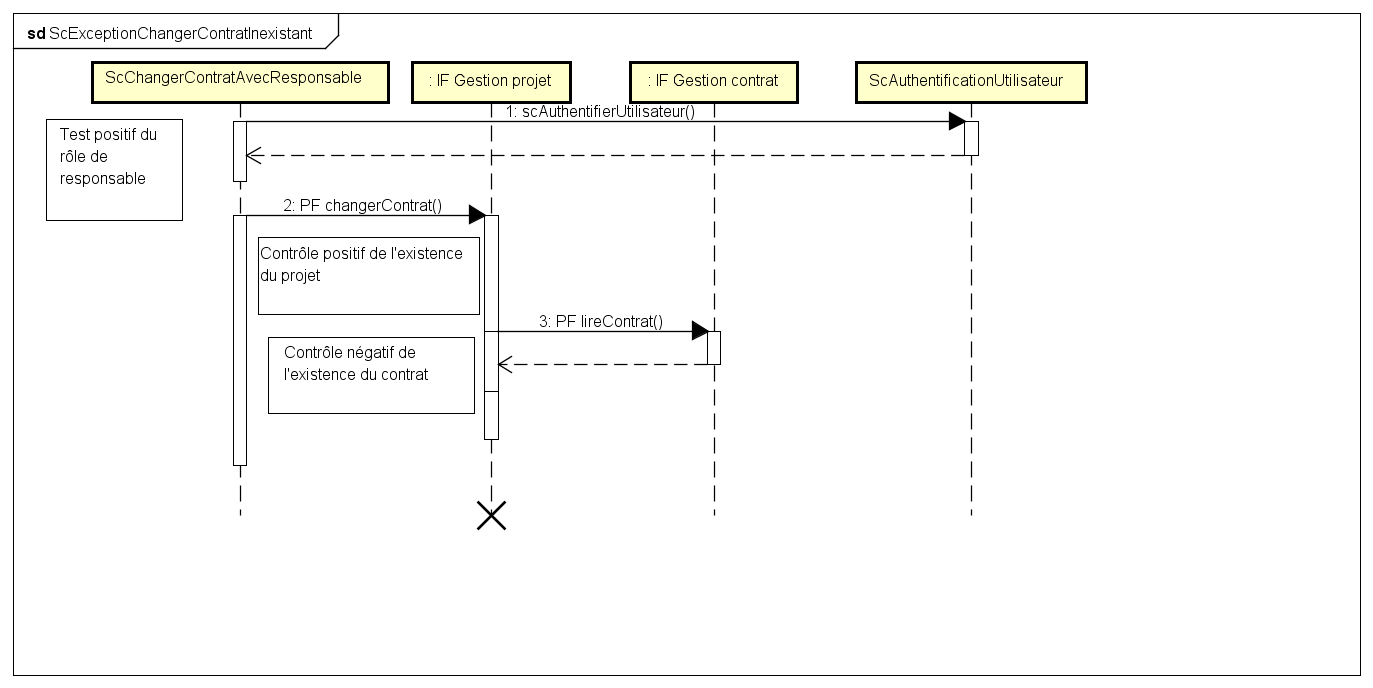 sd ScExceptionChangerContratInexistant
ScChangerContratAvecResponsable
: IF Gestion projet
: IF Gestion contrat
ScAuthentificationUtilisateur
1: scAuthentifierUtilisateur()
Test positif du
rôle de
responsable
2: PF changerContrat()
Contrôle positif de l'existence
du projet
3: PF lireContrat()
Contrôle négatif de
l'existence du contrat